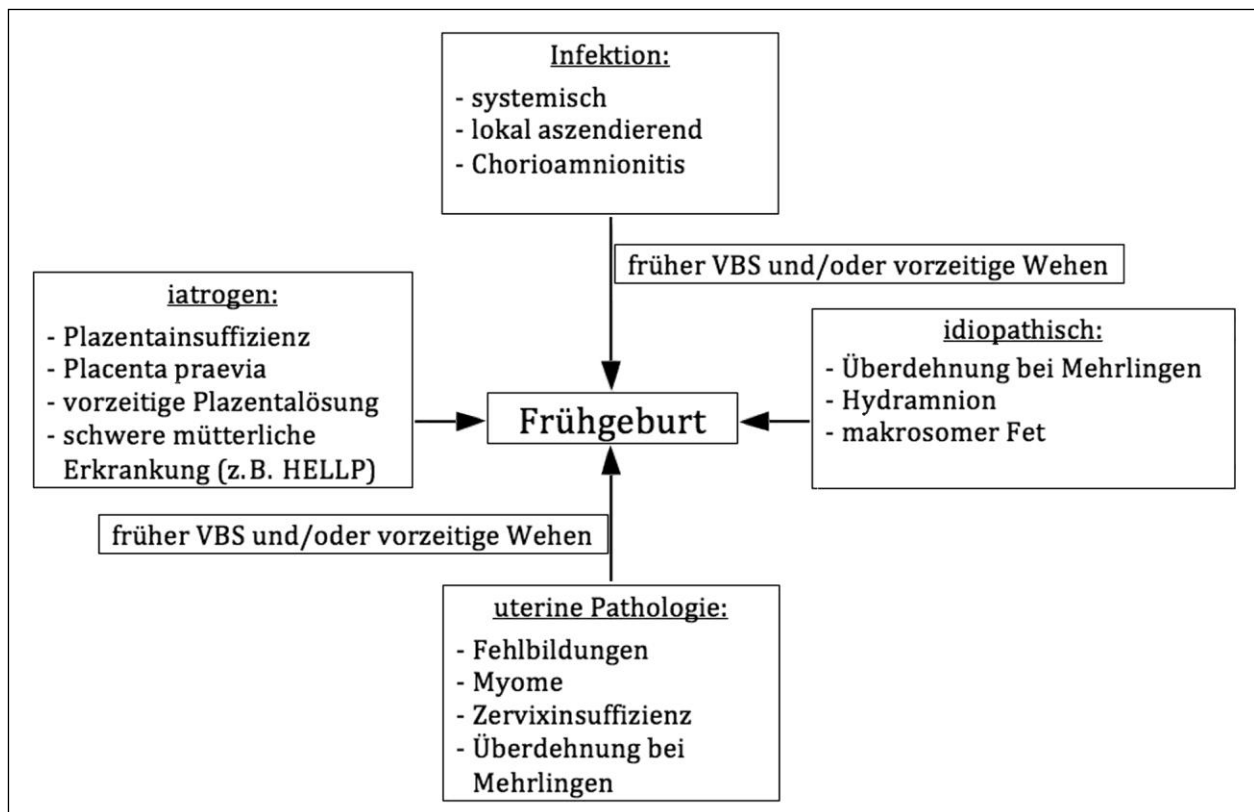 Infektion:
- systemisch
- lokal aszendierend
- Chorioamnionitis
früher VBS und/oder vorzeitige Wehen
iatrogen:
- Plazentainsuffizienz
- Placenta praevia
- vorzeitige Plazentalösung
- schwere mütterliche
Erkrankung (z.B. HELLP)
Frühgeburt
idiopathisch:
- Überdehnung bei Mehrlingen
- Hydramnion
- makrosomer Fet
früher VBS und/oder vorzeitige Wehen
uterine Pathologie:
- Fehlbildungen
- Myome
- Zervixinsuffizienz
- Überdehnung bei
Mehrlingen